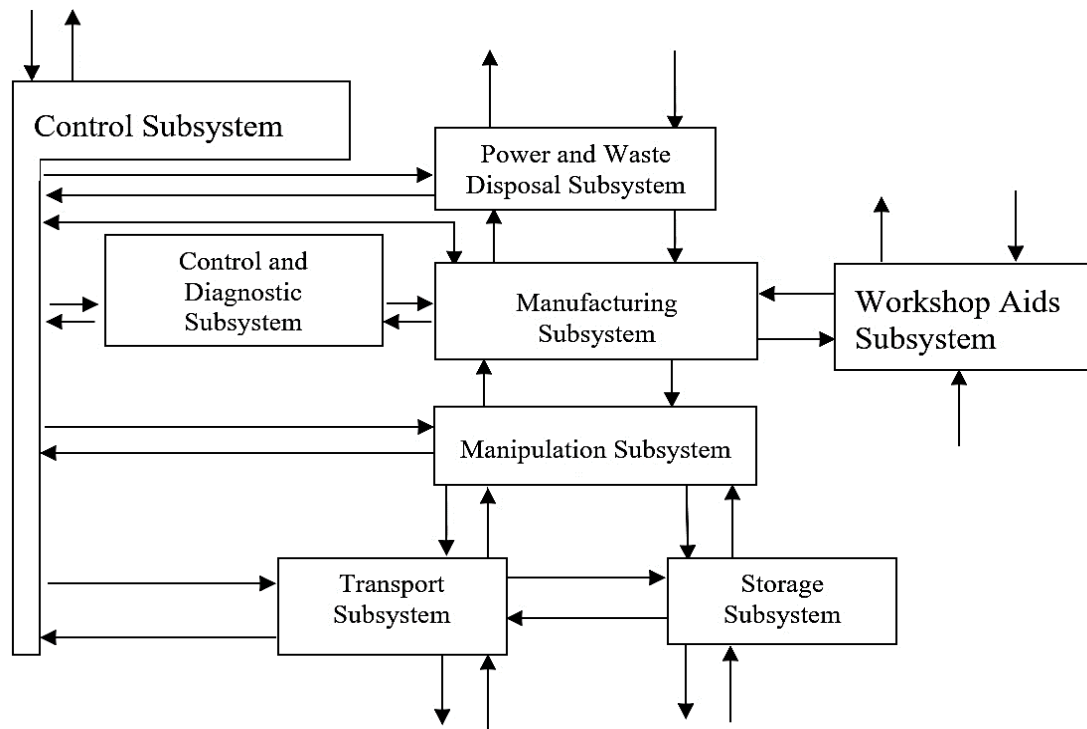 Control Subsystem
Power and Waste
Disposal Subsystem
Control and
Diagnostic
Subsystem
Manufacturing
Subsystem
Workshop Aids
Subsystem
Manipulation Subsystem
Transport
Subsystem
Storage
Subsystem